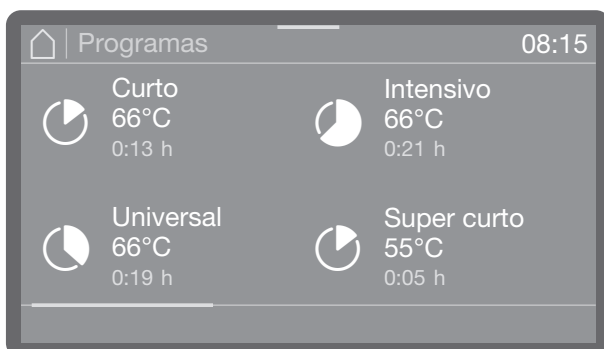 Programas 08:15
Curto
66°C
0:13 h
Intensivo
66°C
0:21 h
Universal
66°C
0:19 h
Super curto
55°C
0:05 h